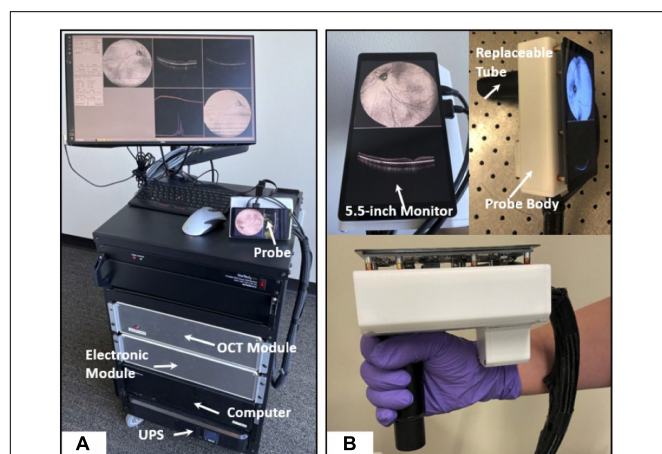 Probe
OCT Module
Electronic
Module
Computer
UPS
A
Replaceable
Tube
5.5-inch Monitor
Probe Body
B